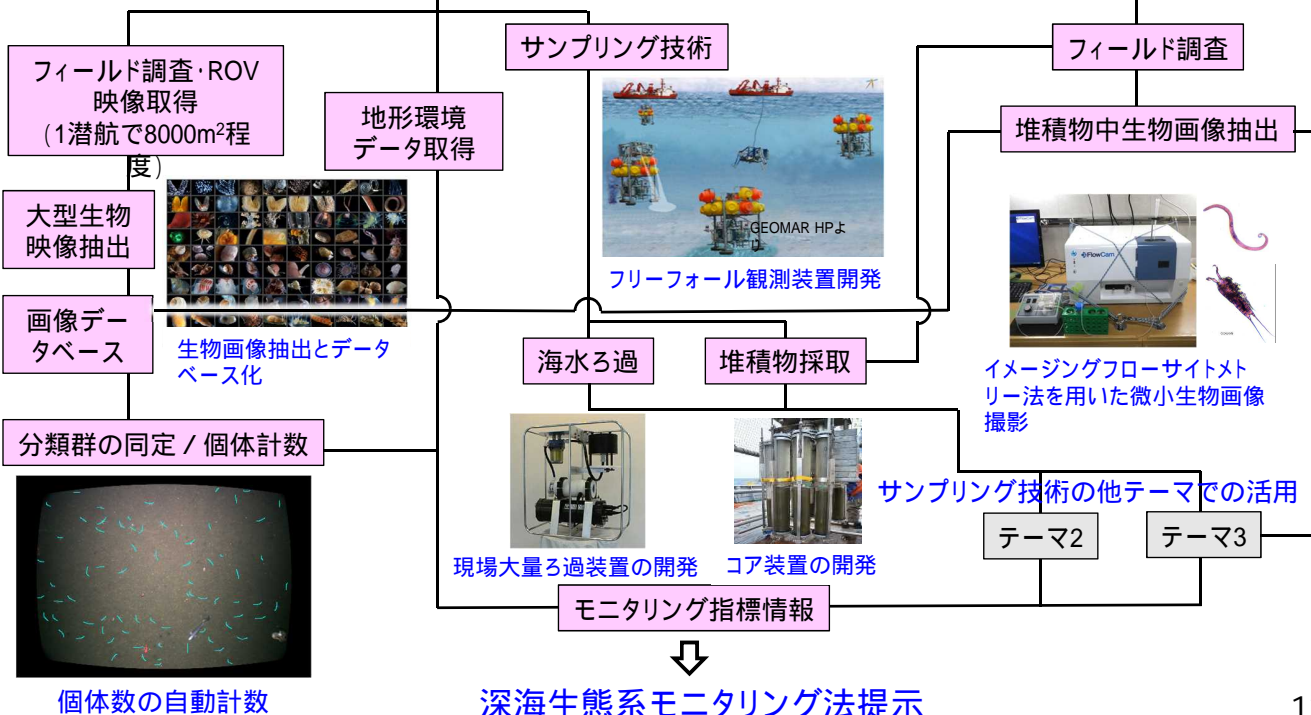 サンプリング技術
フィールド調査
フィールド調査･ROV
映像取得
(1潜航で8000m²程
度)
地形環境
データ取得
堆積物中生物画像抽出
大型生物
映像抽出
GEOMAR HPよ
り
FlowCam
フリーフォール観測装置開発
画像デー
タベース
生物画像抽出とデータ
ベース化
海水ろ過
堆積物採取
イメージングフローサイトメト
リー法を用いた微小生物画像
撮影
分類群の同定 / 個体計数
サンプリング技術の他テーマでの活用
テーマ2
テーマ3
現場大量ろ過装置の開発
コア装置の開発
モニタリング指標情報
個体数の自動計数
深海生態系モニタリング法提示
1